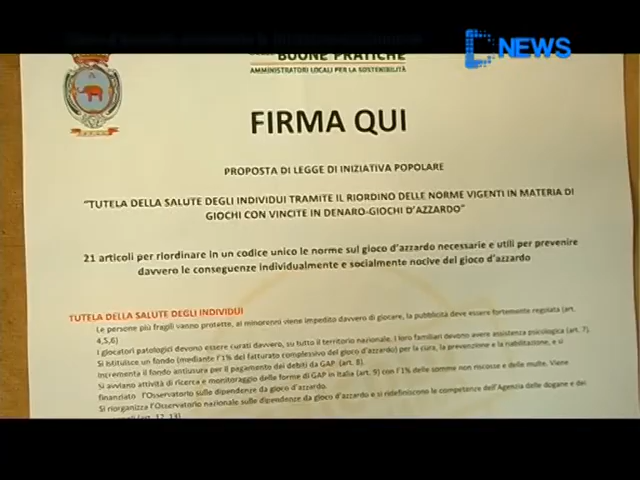 NEWS
BUONE PRATICHE
AMMINISTRATORI LOCALI PER LA SOSTENIBILITÀ
FIRMA QUI
PROPOSTA DI LEGGE DI INIZIATIVA POPOLARE
"TUTELA DELLA SALUTE DEGLI INDIVIDUI TRAMITE IL RIORDINO DELLE NORME VIGENTI IN MATERIA DI
GIOCHI CON VINCITE IN DENARO-GIOCHI D'AZZARDO"
21 articoli per riordinare in un codice unico le norme sul gioco d'azzardo necessarie e utili per prevenire
davvero le conseguenze individualmente e socialmente nocive del gioco d'azzardo
TUTELA DELLA SALUTE DEGLI INDIVIDUI
Le persone più fragili vanno protette, ai minorenni viene impedito davvero di giocare, la pubblicità deve essere fortemente regolata (art.
4,5,6)
I giocatori patologici devono essere curati davvero, su tutto il territorio nazionale. I loro familiari devono avere assistenza psicologica (art. 7).
Si istituisce un fondo (mediante l'1% del fatturato complessivo del gioco d'azzardo) per la cura, la prevenzione e la riabilitazione, e si
incrementa il fondo antiusura per il pagamento dei debiti da GAP. (art. 8).
Si avviano attività di ricerca e monitoraggio delle forme di GAP in Italia (art. 9) con l'1% delle somme non riscosse e delle multe. Viene
finanziato l'Osservatorio sulle dipendenze da gioco d'azzardo.
Si riorganizza l'Osservatorio nazionale sulle dipendenze da gioco d'azzardo e si ridefiniscono le competenze dell'Agenzia delle dogane e dei
(art. 12, 13)